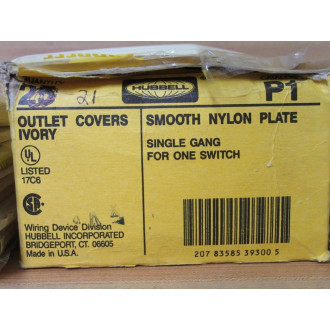 21
HUBBELL
P1
OUTLET COVERS
IVORY
SMOOTH NYLON PLATE
SINGLE GANG
FOR ONE SWITCH
UL
LISTED
17C6
Wiring Device Division
HUBBELL INCORPORATED
BRIDGEPORT, CT. 06605
Made in U.S.A.
207 83585 39300 5